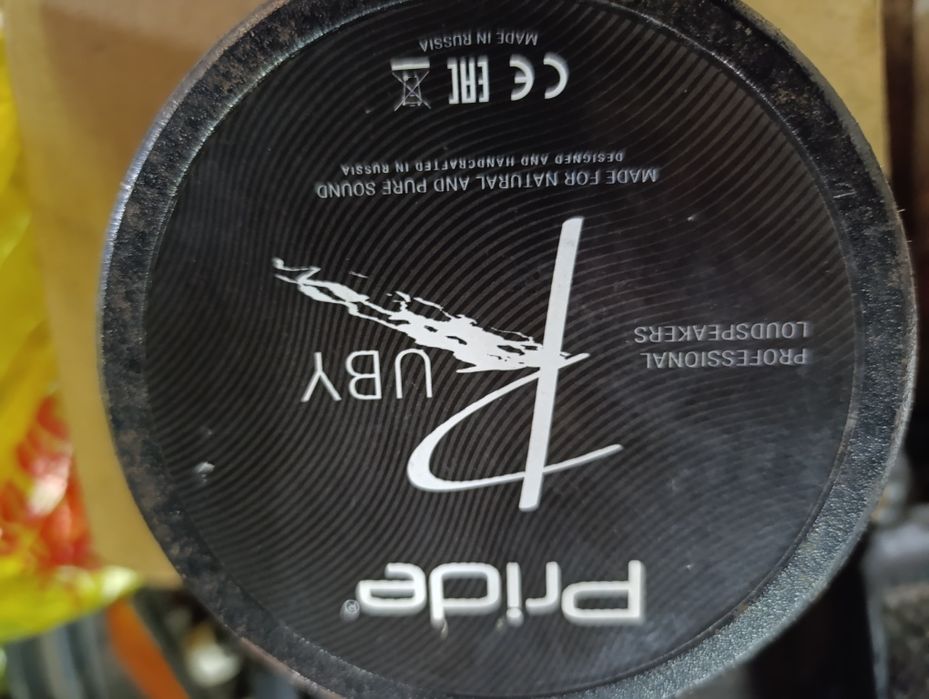 Pride®
RUBY
PROFESSIONAL
LOUDSPEAKERS
MADE FOR NATURAL AND PURE SOUND
DESIGNED AND HANDCRAFTED IN RUSSIA
CE EAC
MADE IN RUSSIA